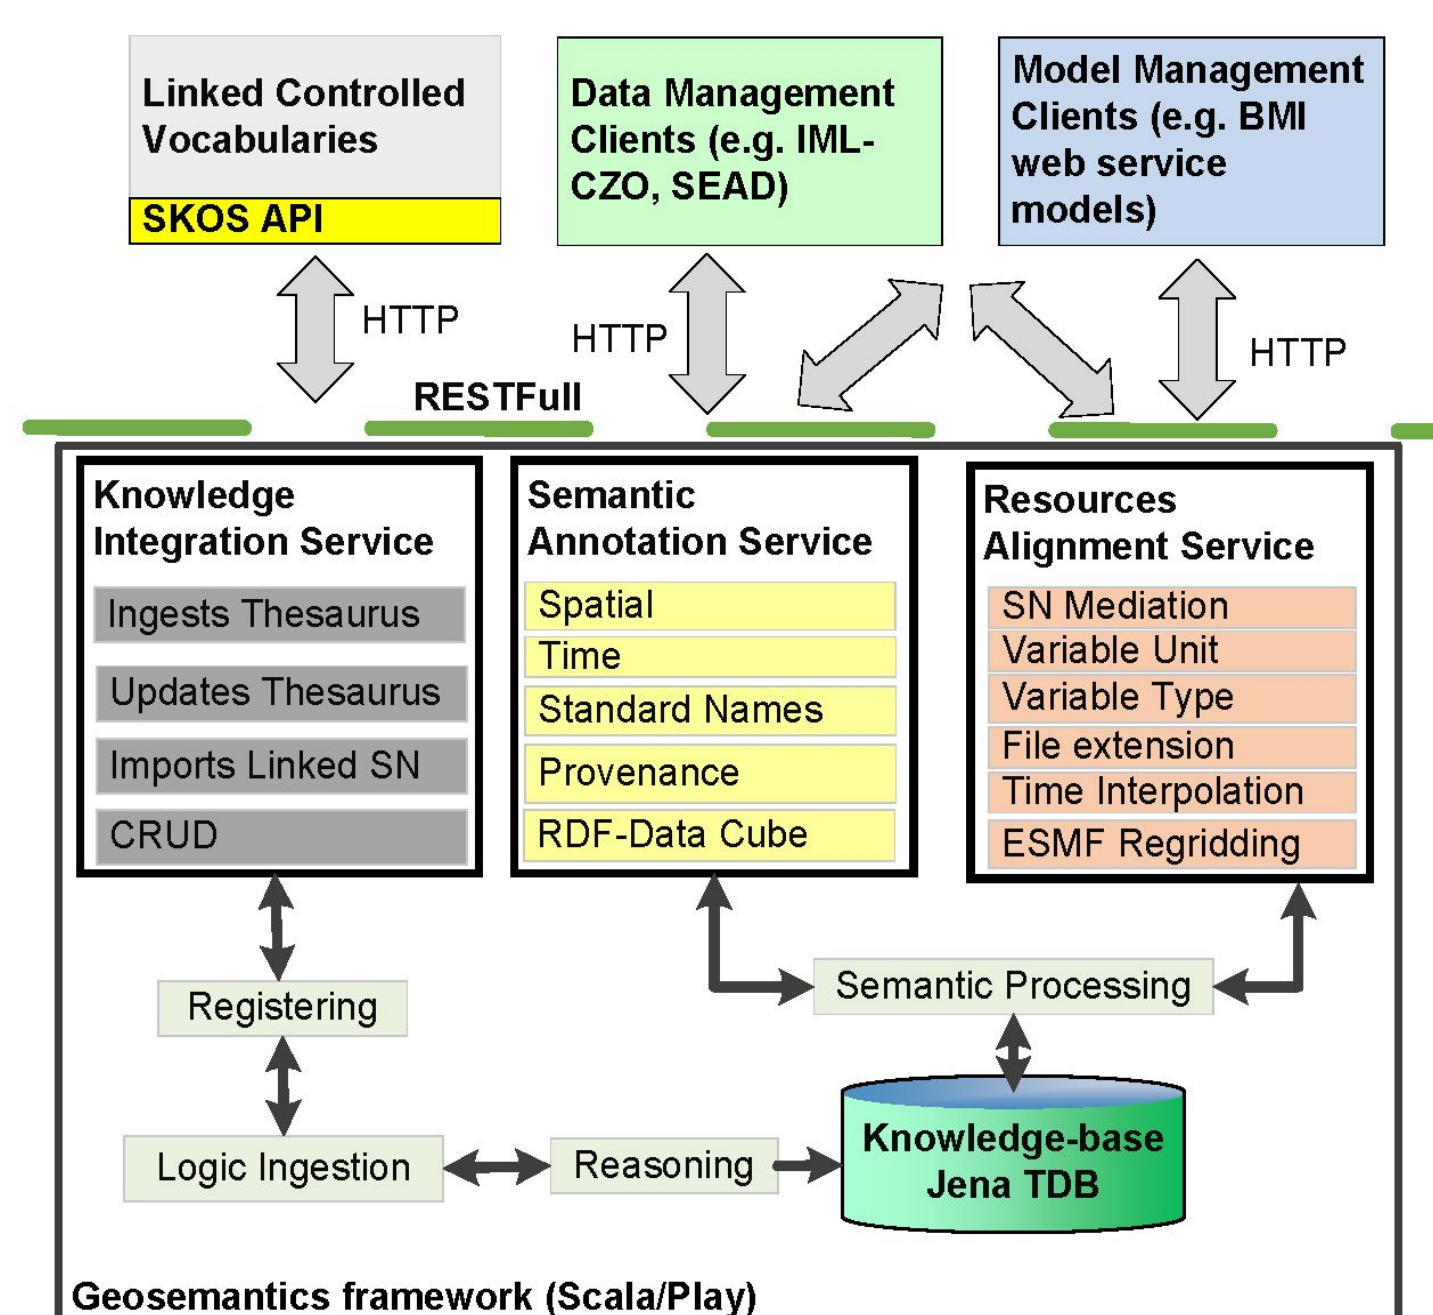 Linked Controlled
Vocabularies
SKOS API
Data Management
Clients (e.g. IML-
CZO, SEAD)
Model Management
Clients (e.g. BMI
web service
models)
HTTP
HTTP
HTTP
RESTFull
Knowledge
Integration Service
Ingests Thesaurus
Updates Thesaurus
Imports Linked SN
CRUD
Semantic
Annotation Service
Spatial
Time
Standard Names
Provenance
RDF-Data Cube
Resources
Alignment Service
SN Mediation
Variable Unit
Variable Type
File extension
Time Interpolation
ESMF Regridding
Registering
Semantic Processing
Logic Ingestion
Reasoning
Knowledge-base
Jena TDB
Geosemantics framework (Scala/Play)